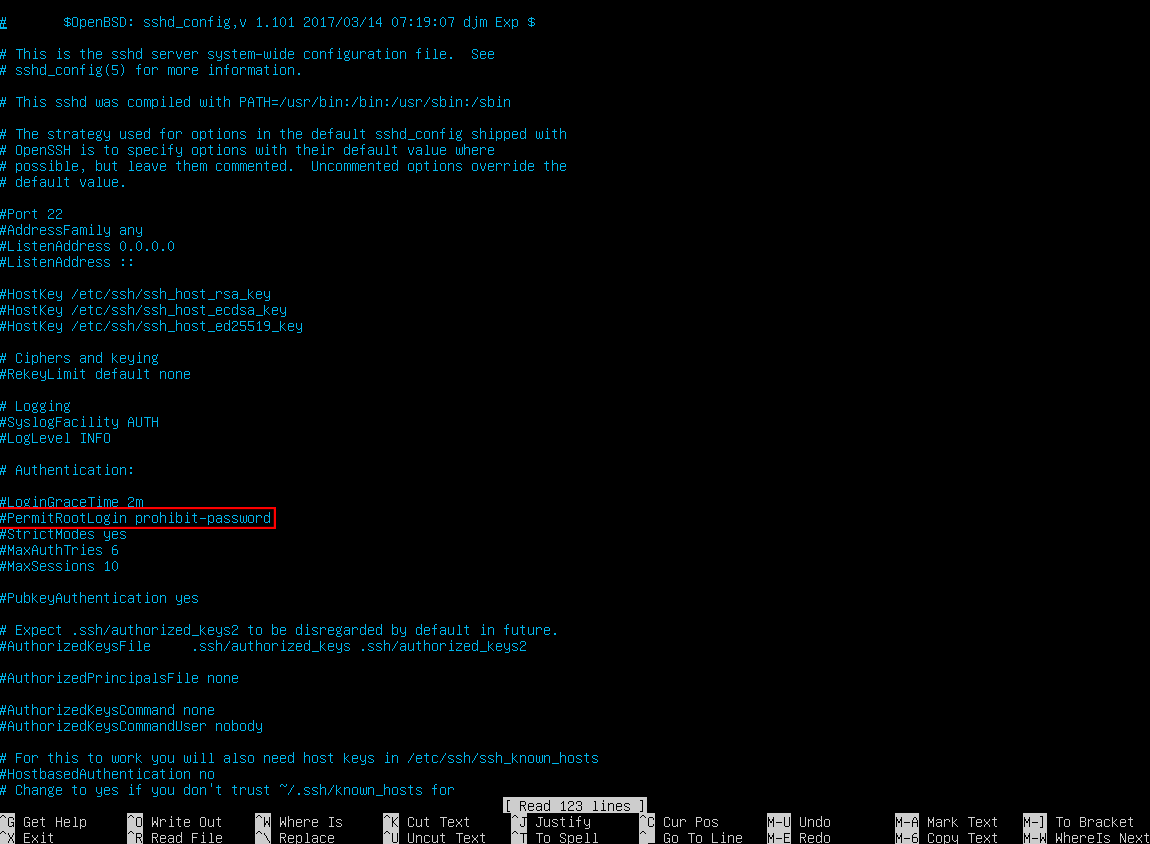 #       $OpenBSD: sshd_config,v 1.101 2017/03/14 07:19:07 djm Exp $
# This is the sshd server system-wide configuration file.  See
# sshd_config(5) for more information.
# This sshd was compiled with PATH=/usr/bin:/bin:/usr/sbin:/sbin
# The strategy used for options in the default sshd_config shipped with
# OpenSSH is to specify options with their default value where
# possible, but leave them commented.  Uncommented options override the
# default value.
#Port 22
#AddressFamily any
#ListenAddress 0.0.0.0
#ListenAddress ::
#HostKey /etc/ssh/ssh_host_rsa_key
#HostKey /etc/ssh/ssh_host_ecdsa_key
#HostKey /etc/ssh/ssh_host_ed25519_key
# Ciphers and keying
#RekeyLimit default none
# Logging
#SyslogFacility AUTH
#LogLevel INFO
# Authentication:
#LoginGraceTime 2m
#PermitRootLogin prohibit-password
#StrictModes yes
#MaxAuthTries 6
#MaxSessions 10
#PubkeyAuthentication yes
# Expect .ssh/authorized_keys2 to be disregarded by default in future.
#AuthorizedKeysFile     .ssh/authorized_keys .ssh/authorized_keys2
#AuthorizedPrincipalsFile none
#AuthorizedKeysCommand none
#AuthorizedKeysCommandUser nobody
# For this to work you will also need host keys in /etc/ssh/ssh_known_hosts
#HostbasedAuthentication no
# Change to yes if you don't trust ~/.ssh/known_hosts for
[ Read 123 lines ]
^G Get Help  ^O Write Out  ^W Where Is  ^K Cut Text  ^J Justify  ^C Cur Pos  M-U Undo  M-A Mark Text  M-] To Bracket
^X Exit  ^R Read File  ^\ Replace  ^U Uncut Text  ^T To Spell  ^_ Go To Line  M-E Redo  M-6 Copy Text  M-W WhereIs Next